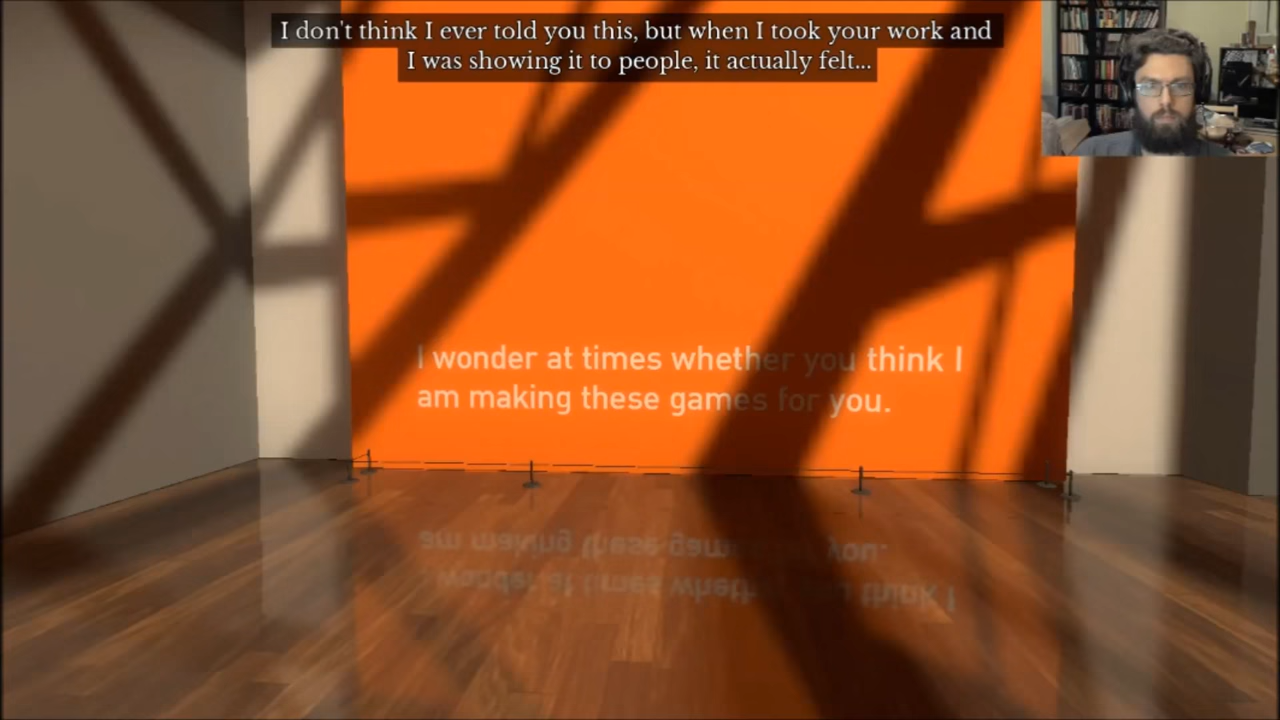 I don't think I ever told you this, but when I took your work and
I was showing it to people, it actually felt...
I wonder at times whether you think I
am making these games for you.